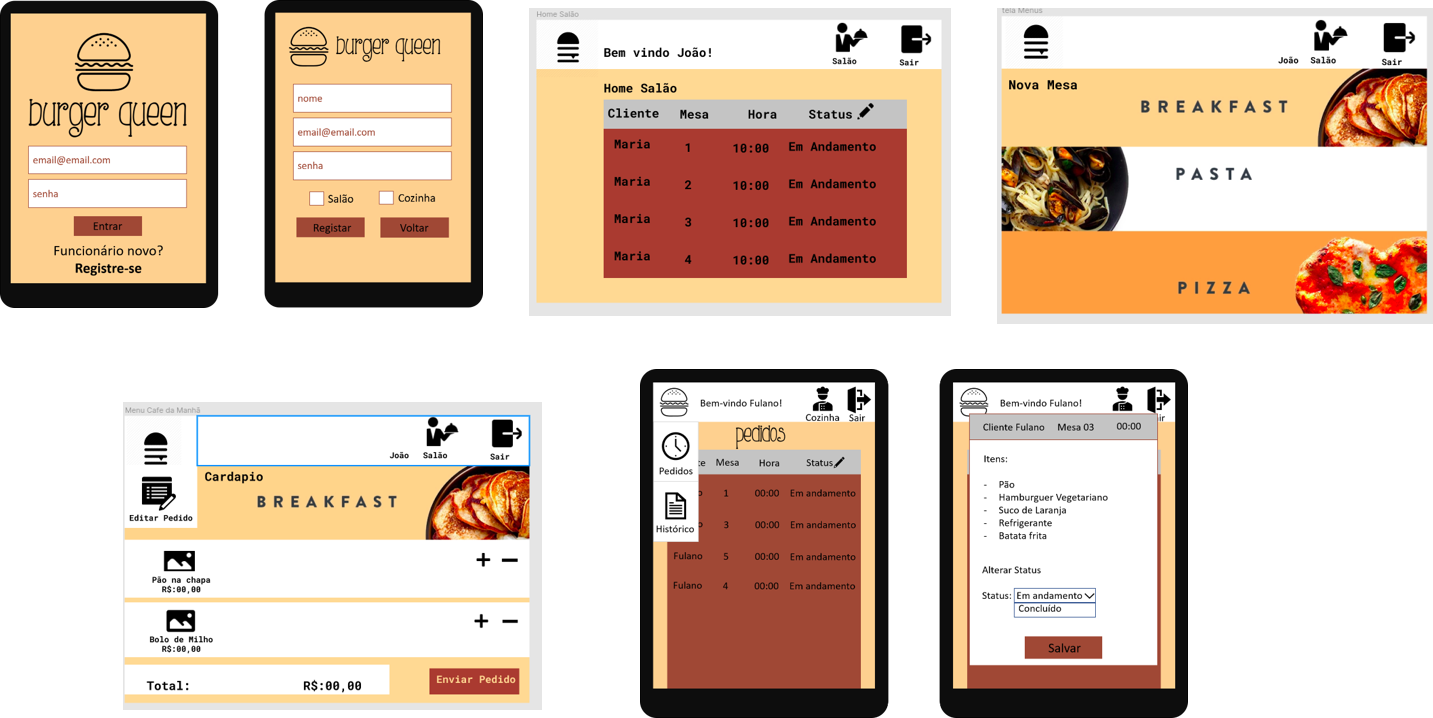 burger queen
email@email.com
senha
Entrar
Funcionário novo?
Registre-se
burger queen
nome
email@email.com
senha
Salão Cozinha
Registar Voltar
Home Salão
Bem vindo João!
Salão Sair
Home Salão
Cliente Mesa Hora Status
Maria 1 10:00 Em Andamento
Maria 2 10:00 Em Andamento
Maria 3 10:00 Em Andamento
Maria 4 10:00 Em Andamento
tela Menus
João Salão Sair
Nova Mesa
BREAKFAST
PASTA
PIZZA
Menu Cafe da Manhã
João Salão Sair
Editar Pedido
Cardapio
BREAKFAST
Pão na chapa
R$:00,00
Bolo de Milho
R$:00,00
Total: R$:00,00
Enviar Pedido
Bem-vindo Fulano!
Cozinha Sair
pedidos
Pedidos
Histórico
te Mesa Hora Status
o 1 00:00 Em andamento
o 3 00:00 Em andamento
Fulano 5 00:00 Em andamento
Fulano 4 00:00 Em andamento
Bem-vindo Fulano!
ir
Cliente Fulano Mesa 03 00:00
Itens:
- Pão
- Hamburguer Vegetariano
- Suco de Laranja
- Refrigerante
- Batata frita
Alterar Status
Status: Em andamento
Concluído
Salvar